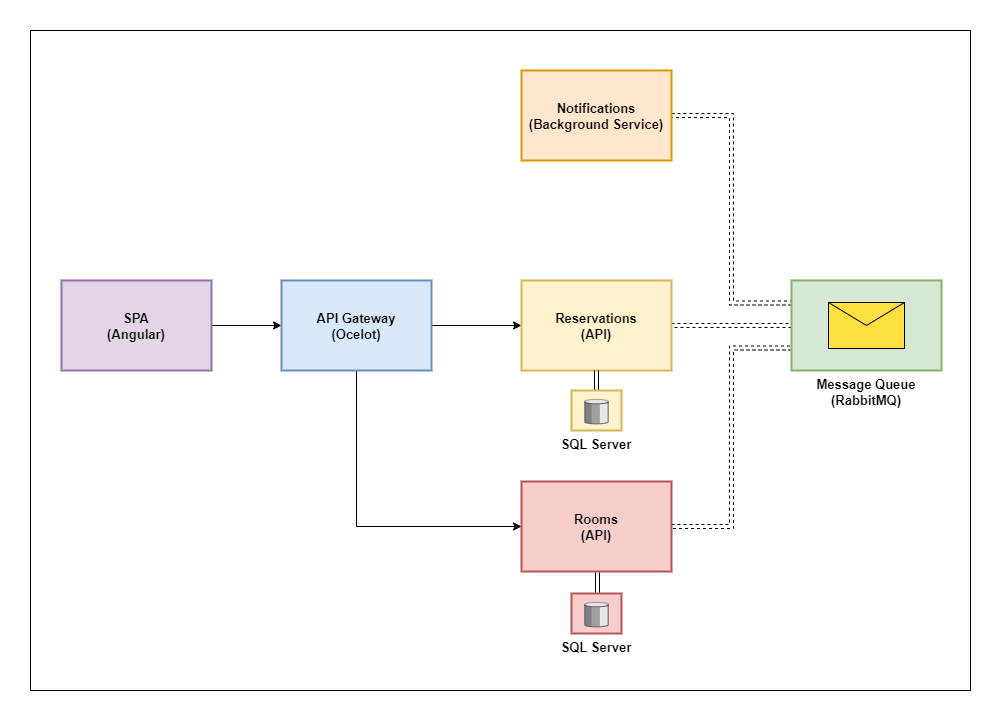 Notifications
(Background Service)
SPA
(Angular)
API Gateway
(Ocelot)
Reservations
(API)
Message Queue
(RabbitMQ)
SQL Server
Rooms
(API)
SQL Server